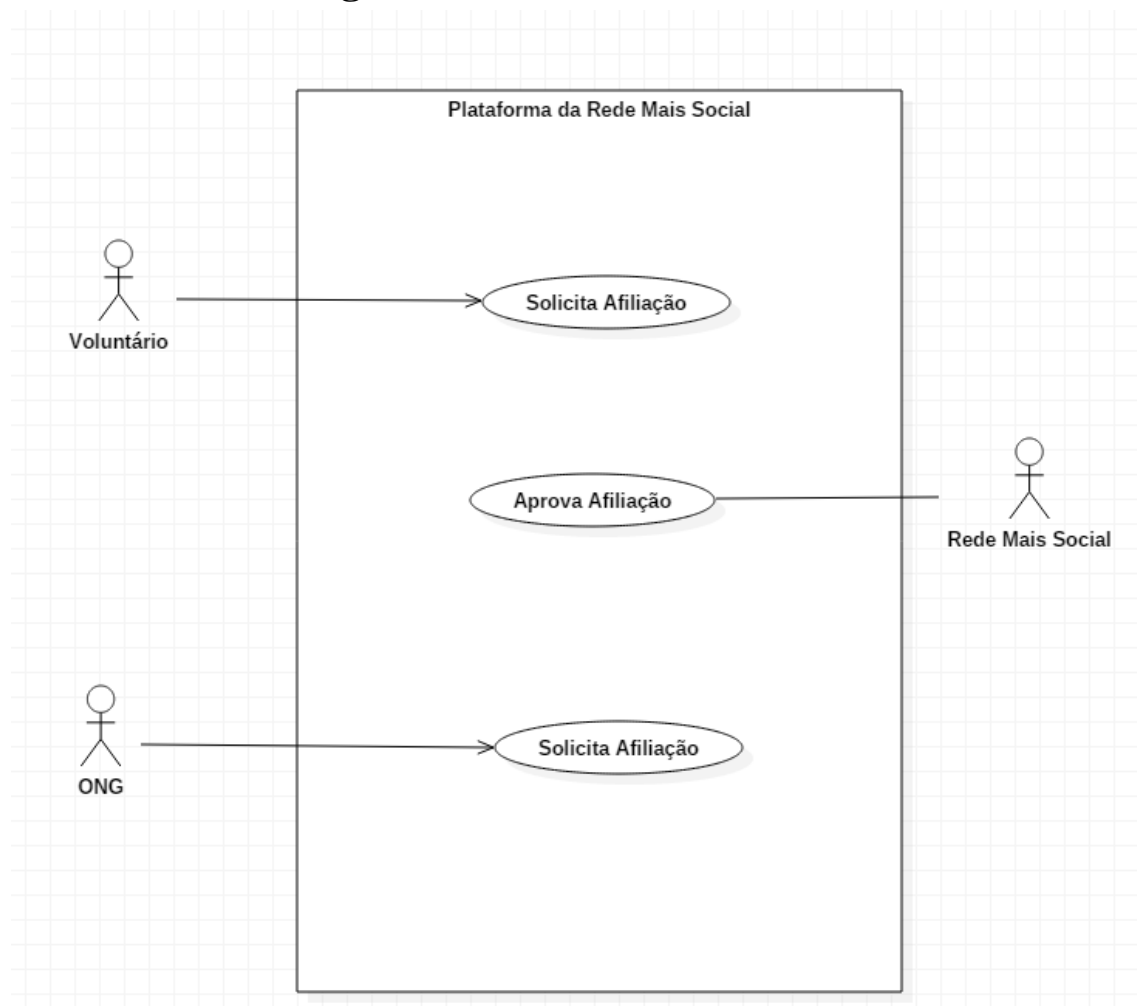 Plataforma da Rede Mais Social
Solicita Afiliação
Voluntário
Aprova Afiliação
Rede Mais Social
Solicita Afiliação
ONG